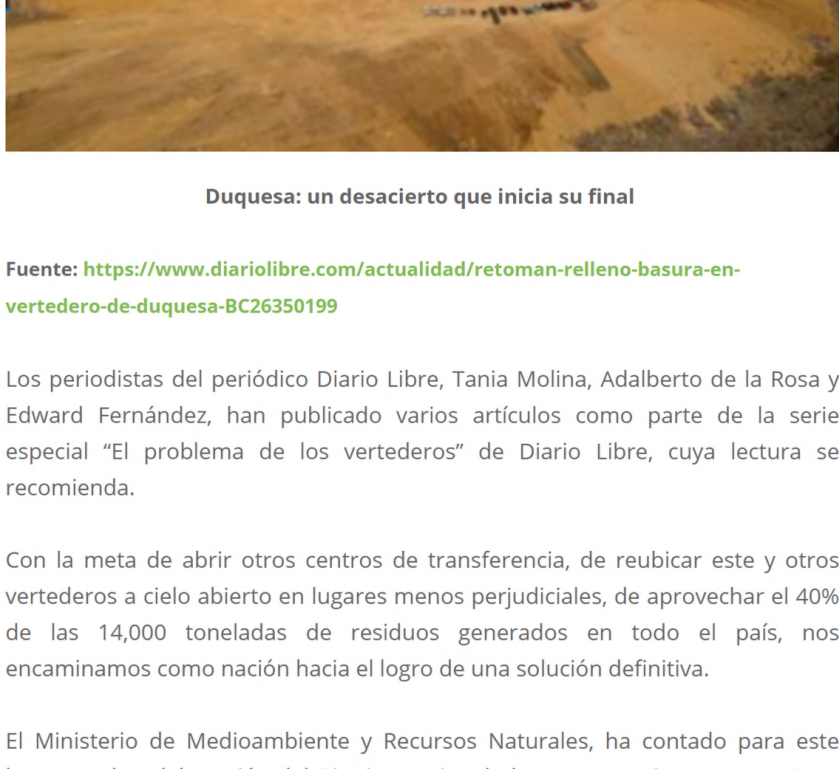 Duquesa: un desacierto que inicia su final
Fuente: https://www.diariolibre.com/actualidad/retoman-relleno-basura-en-
vertedero-de-duquesa-BC26350199
Los periodistas del periódico Diario Libre, Tania Molina, Adalberto de la Rosa y
Edward Fernández, han publicado varios artículos como parte de la serie
especial “El problema de los vertederos” de Diario Libre, cuya lectura se
recomienda.
Con la meta de abrir otros centros de transferencia, de reubicar este y otros
vertederos a cielo abierto en lugares menos perjudiciales, de aprovechar el 40%
de las 14,000 toneladas de residuos generados en todo el país, nos
encaminamos como nación hacia el logro de una solución definitiva.
El Ministerio de Medioambiente y Recursos Naturales, ha contado para este